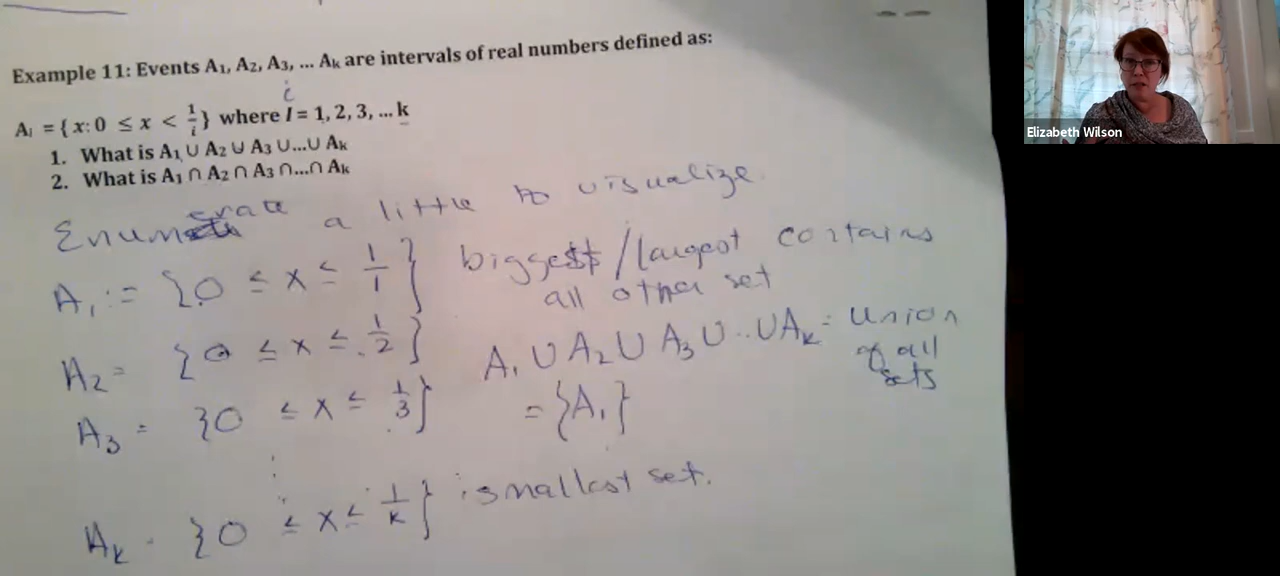 Example 11: Events A₁, A₂, A₃, ... Aₖ are intervals of real numbers defined as:
i
Aᵢ = {x: 0 ≤ x < 1/i} where I = 1, 2, 3, ... k
1. What is A₁ ∪ A₂ ∪ A₃ ∪...∪ Aₖ
2. What is A₁ ∩ A₂ ∩ A₃ ∩...∩ Aₖ
Enumerate a little to visualize.
A₁ := {0 ≤ x ≤ 1/1} biggest/largest contains
all other set
A₂ = {0 ≤ x ≤ 1/2} A₁ ∪ A₂ ∪ A₃ ∪...∪ Aₖ = union
of all
sets
A₃ = {0 ≤ x ≤ 1/3} = {A₁}
Aₖ = {0 ≤ x ≤ 1/k} is smallest set.
Elizabeth Wilson